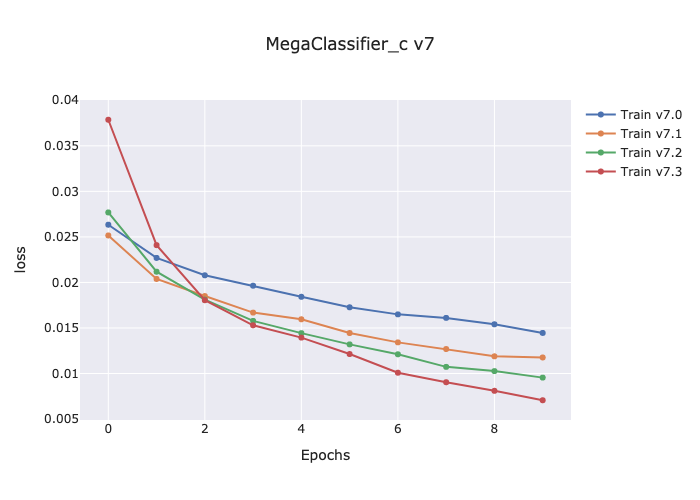 MegaClassifier_c v7
0.04
0.035
0.03
0.025
0.02
0.015
0.01
0.005
loss
0 2 4 6 8
Epochs
Train v7.0
Train v7.1
Train v7.2
Train v7.3